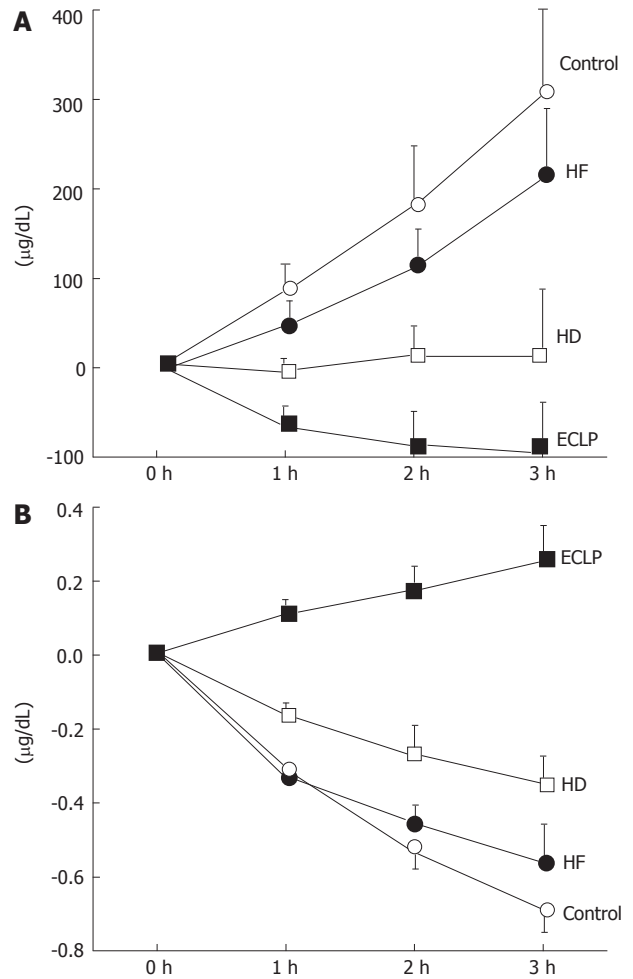 A
400
300
200
100
0
-100
(µg/dL)
Control
HF
HD
ECLP
0 h 1 h 2 h 3 h
B
0.4
0.2
0.0
-0.2
-0.4
-0.6
-0.8
(µg/dL)
ECLP
HD
HF
Control
0 h 1 h 2 h 3 h